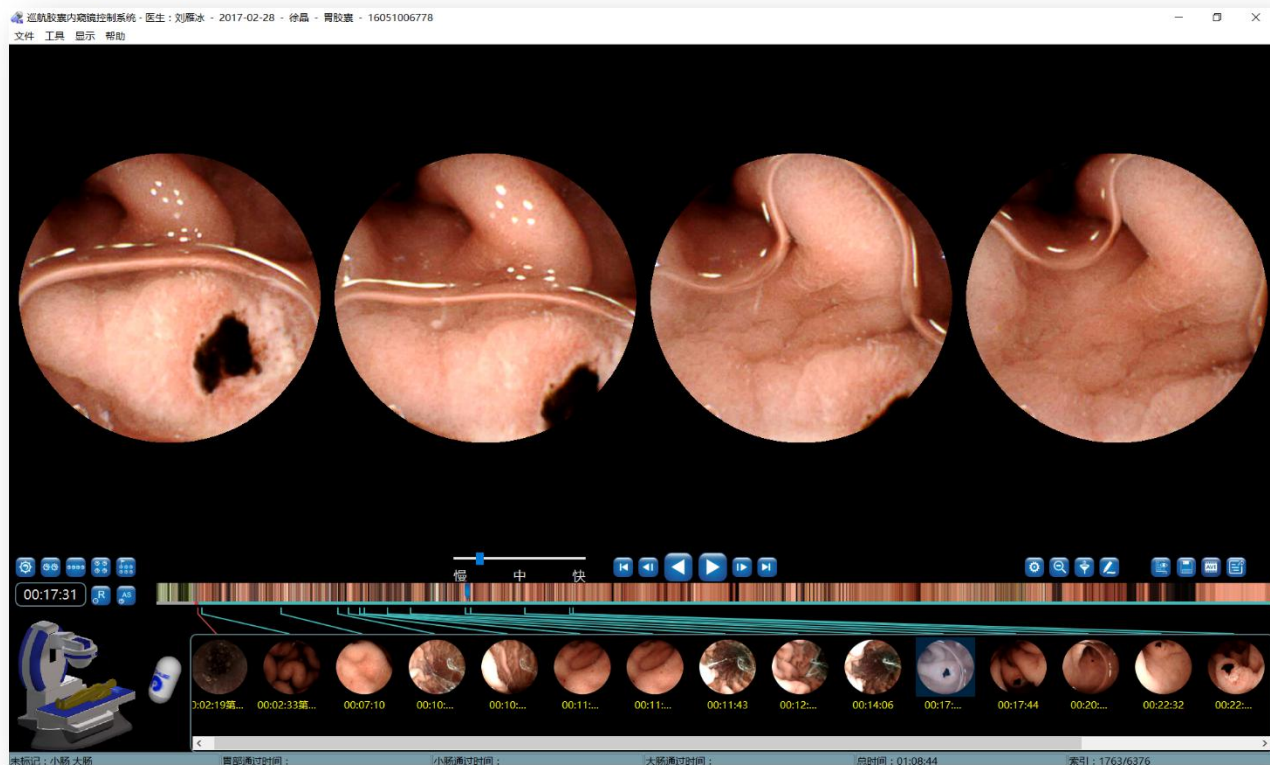 巡航胶囊内窥镜控制系统 - 医生：刘雁冰 - 2017-02-28 - 徐晶 - 胃胶囊 - 16051006778
文件 工具 显示 帮助
慢 中 快
00:17:31
R AS
0:02:19第... 00:02:33第... 00:07:10 00:10:... 00:10:... 00:11:... 00:11:... 00:11:43 00:12:... 00:14:06 00:17:... 00:17:44 00:20:... 00:22:32 00:22:...
未标记：小肠 大肠 胃部通过时间： 小肠通过时间： 大肠通过时间： 总时间：01:08:44 索引：1763/6376